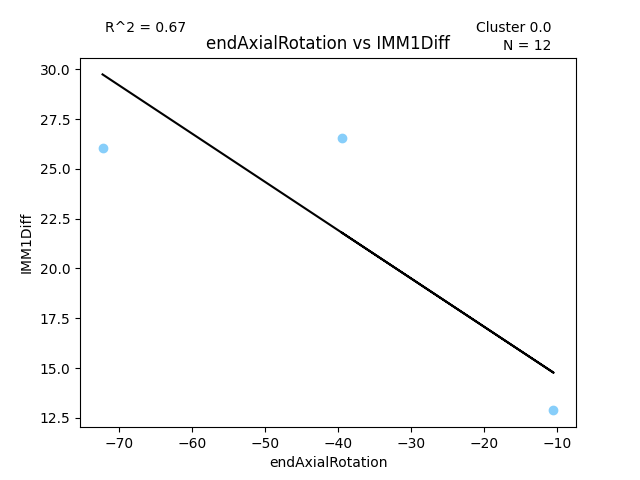 R^2 = 0.67
Cluster 0.0
N = 12
endAxialRotation vs IMM1Diff
30.0
27.5
25.0
22.5
20.0
17.5
15.0
12.5
IMM1Diff
−70
−60
−50
−40
−30
−20
−10
endAxialRotation